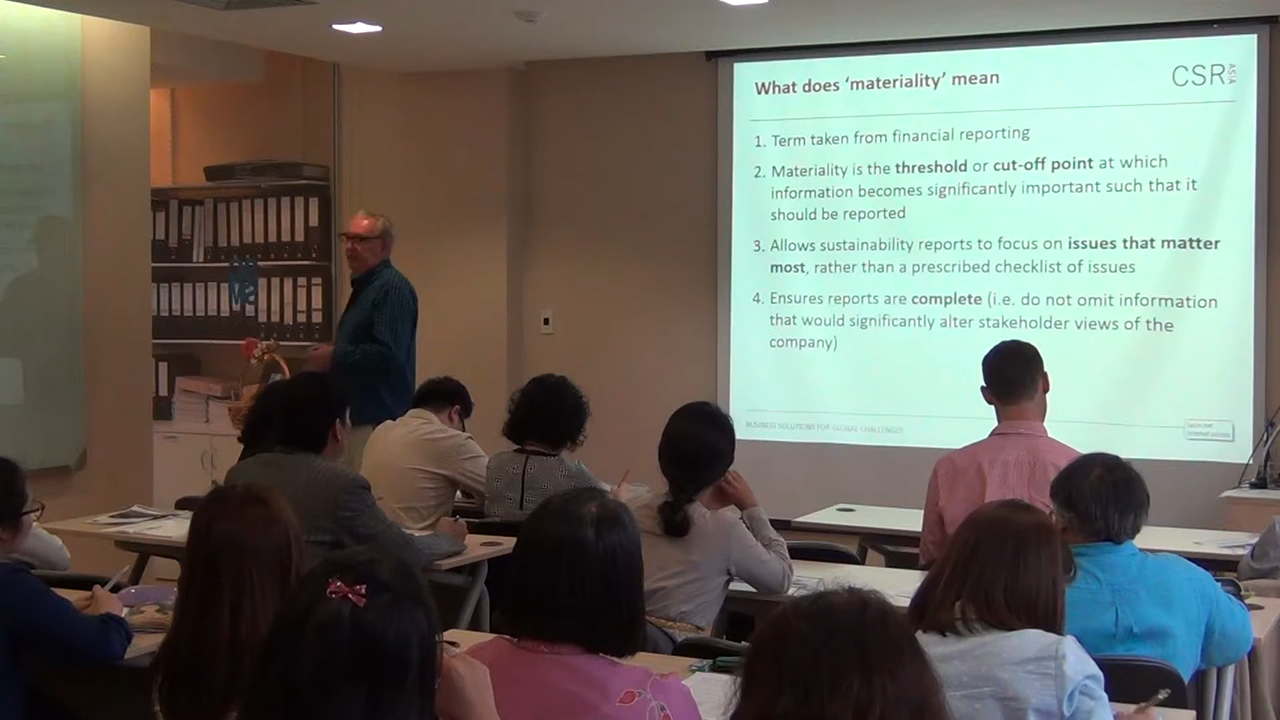 What does ‘materiality’ mean
CSR ASIA
1. Term taken from financial reporting
2. Materiality is the threshold or cut-off point at which
information becomes significantly important such that it
should be reported
3. Allows sustainability reports to focus on issues that matter
most, rather than a prescribed checklist of issues
4. Ensures reports are complete (i.e. do not omit information
that would significantly alter stakeholder views of the
company)
BUSINESS SOLUTIONS FOR GLOBAL CHALLENGES